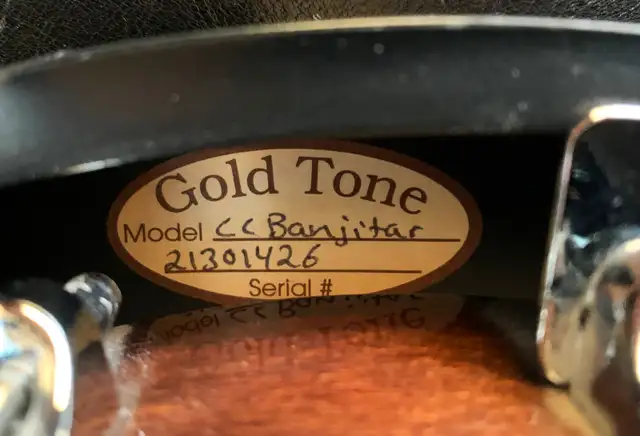 Gold Tone
Model CC Banjitar
21301426
Serial #